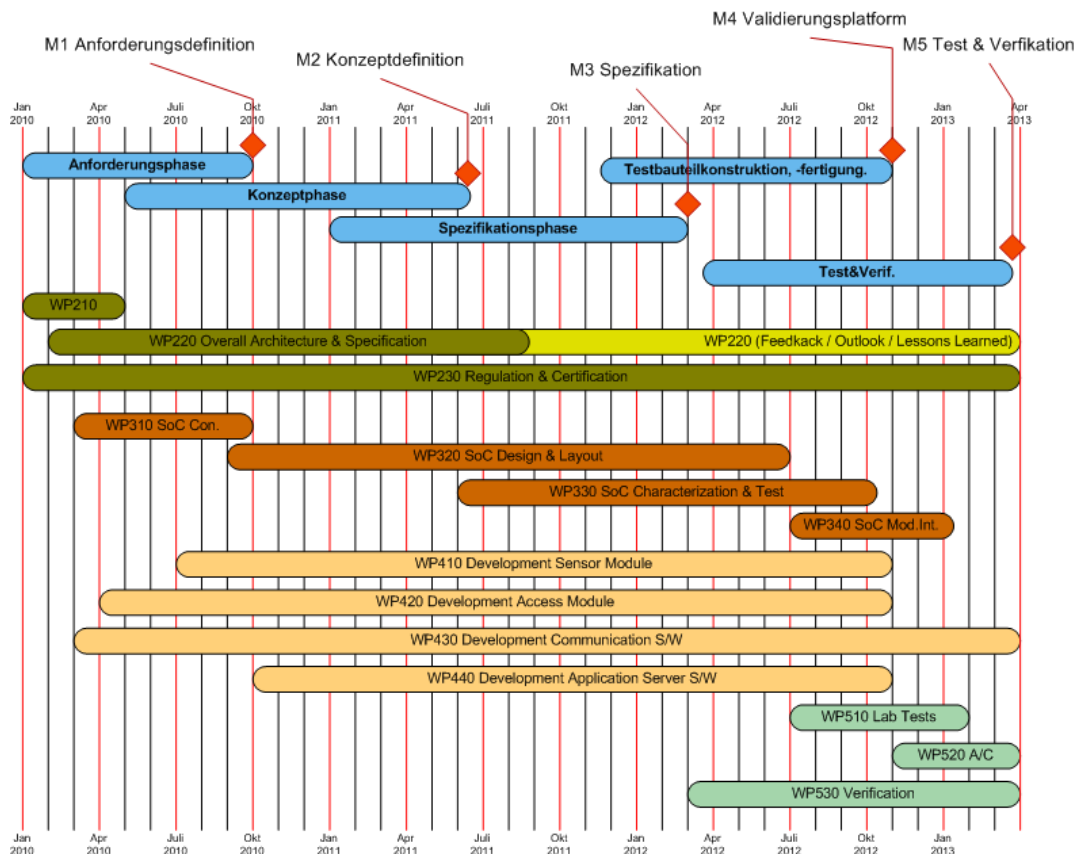 M4 Validierungsplatform
M1 Anforderungsdefinition
M5 Test & Verfikation
M2 Konzeptdefinition
M3 Spezifikation
Jan 2010
Apr 2010
Juli 2010
Okt 2010
Jan 2011
Apr 2011
Juli 2011
Okt 2011
Jan 2012
Apr 2012
Juli 2012
Okt 2012
Jan 2013
Apr 2013
Anforderungsphase
Testbauteilkonstruktion, -fertigung.
Konzeptphase
Spezifikationsphase
Test&Verif.
WP210
WP220 Overall Architecture & Specification
WP220 (Feedkack / Outlook / Lessons Learned)
WP230 Regulation & Certification
WP310 SoC Con.
WP320 SoC Design & Layout
WP330 SoC Characterization & Test
WP340 SoC Mod.Int.
WP410 Development Sensor Module
WP420 Development Access Module
WP430 Development Communication S/W
WP440 Development Application Server S/W
WP510 Lab Tests
WP520 A/C
WP530 Verification
Jan 2010
Apr 2010
Juli 2010
Okt 2010
Jan 2011
Apr 2011
Juli 2011
Okt 2011
Jan 2012
Apr 2012
Juli 2012
Okt 2012
Jan 2013
Apr 2013